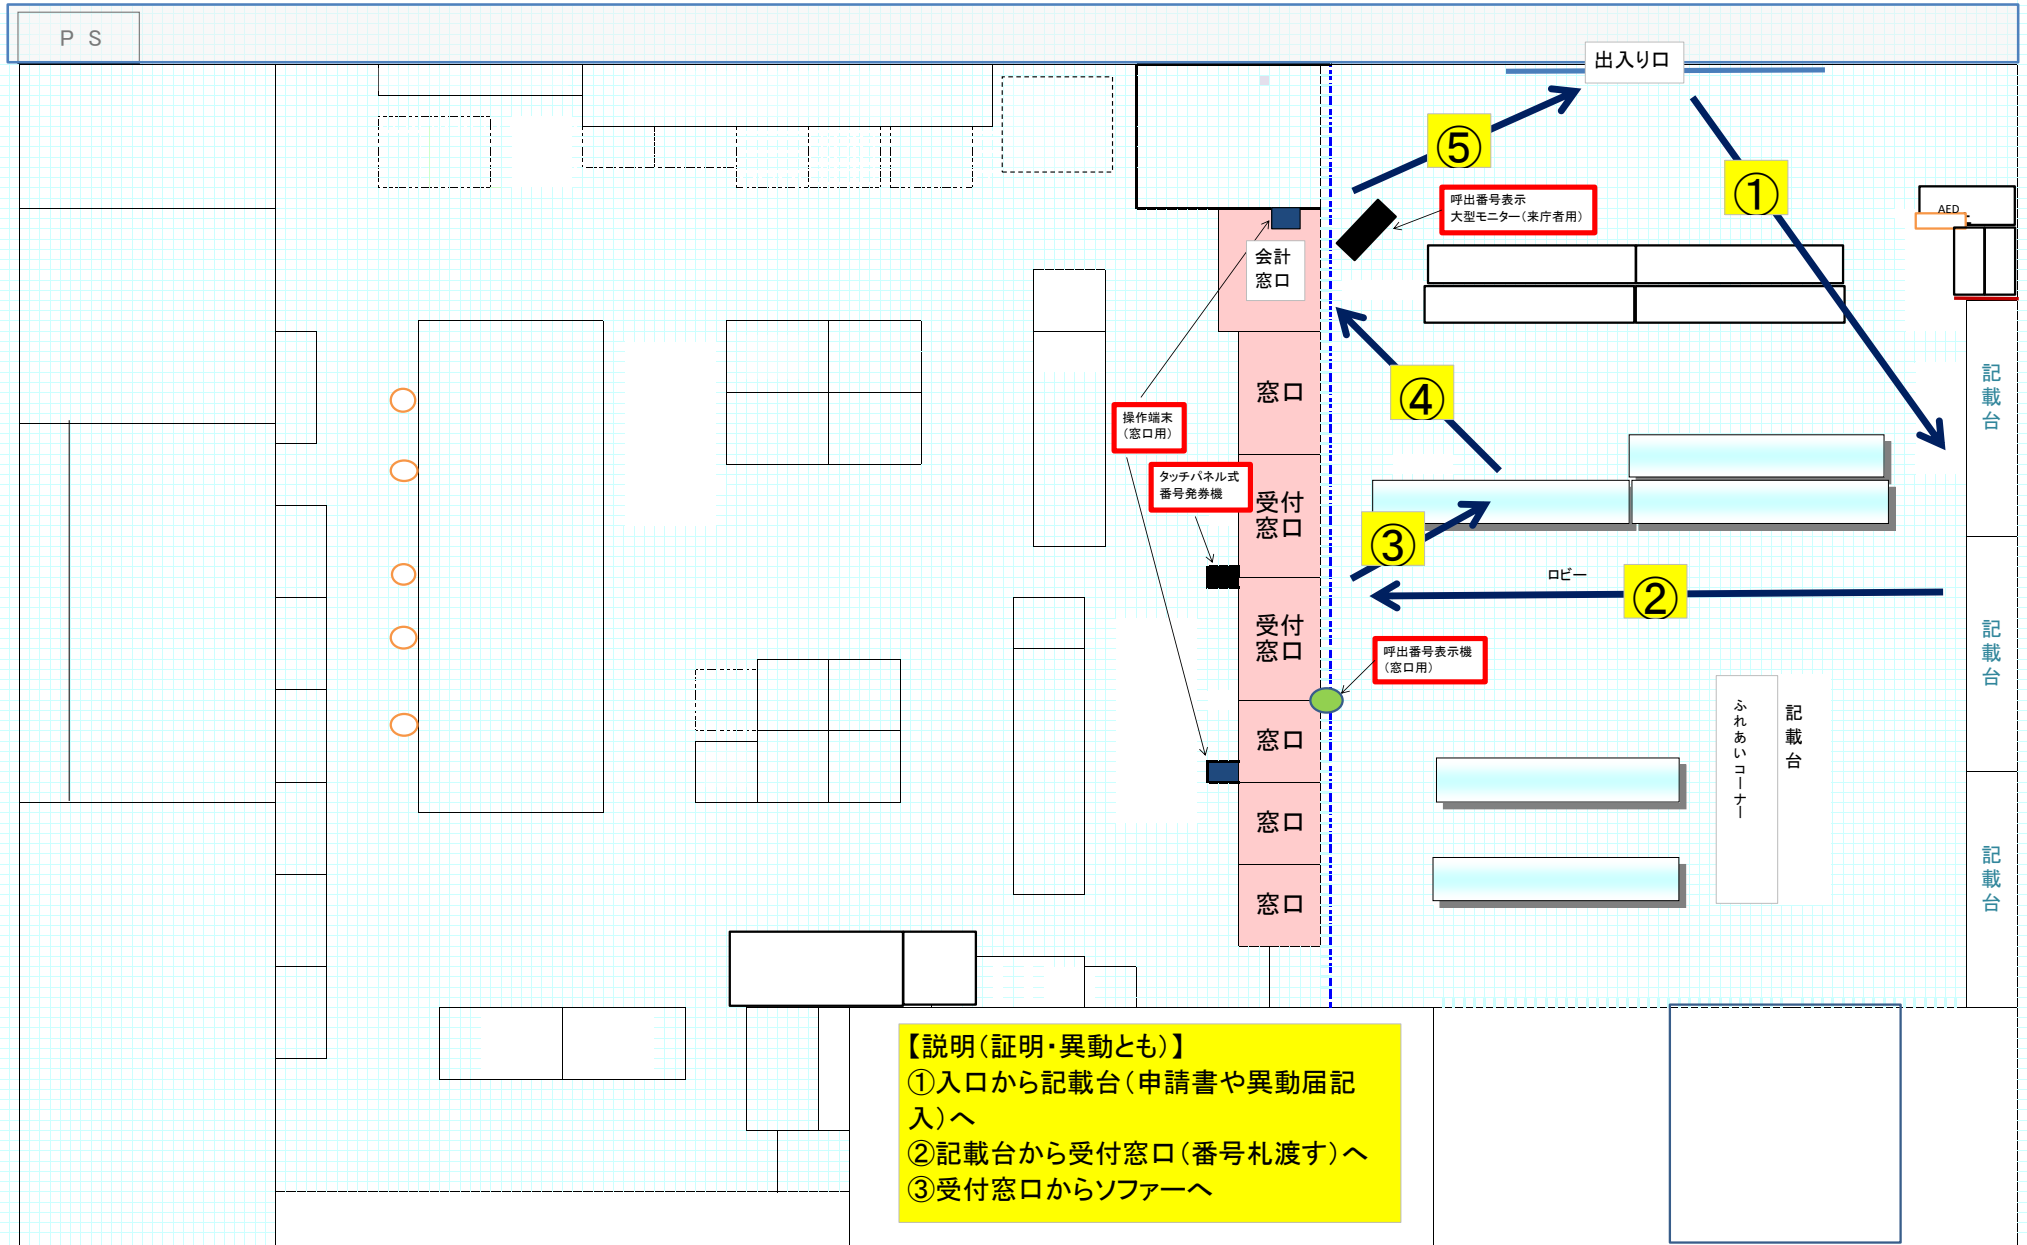 ＰＳ
出入り口
⑤
①
呼出番号表示
大型モニター（来庁者用）
AED
会計
窓口
記載台
窓口
④
操作端末
（窓口用）
タッチパネル式
番号発券機
受付
窓口
③
ロビー
②
受付
窓口
呼出番号表示機
（窓口用）
記載台
ふれあいコーナー
記載台
窓口
窓口
窓口
記載台
【説明（証明・異動とも）】
①入口から記載台（申請書や異動届記
入）へ
②記載台から受付窓口（番号札渡す）へ
③受付窓口からソファーへ